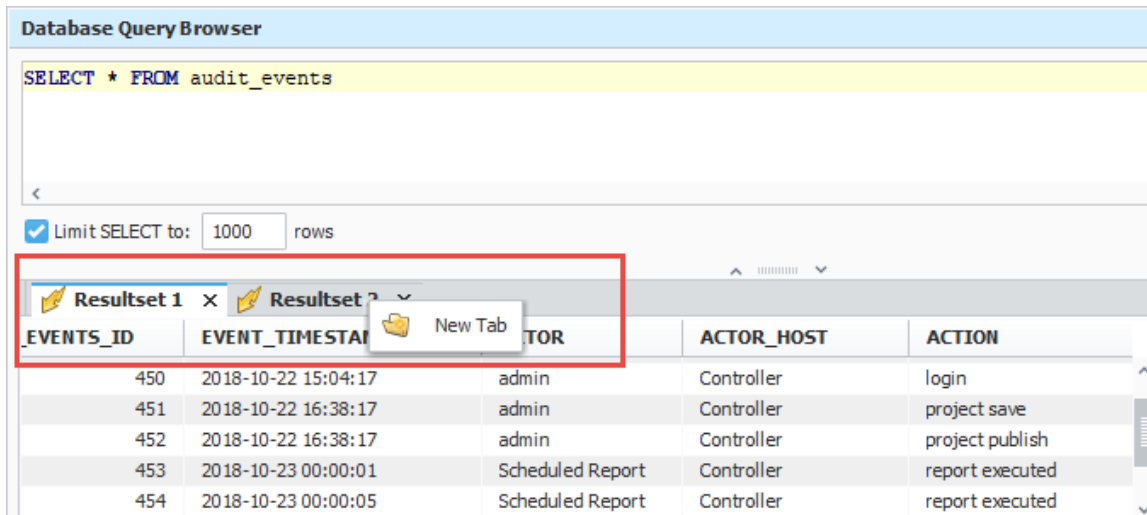 Database Query Browser
SELECT * FROM audit_events
Limit SELECT to: 1000 rows
Resultset 1 Resultset
New Tab
_EVENTS_ID ACTOR_HOST ACTION
450 2018-10-22 15:04:17 admin Controller login
451 2018-10-22 16:38:17 admin Controller project save
452 2018-10-22 16:38:17 admin Controller project publish
453 2018-10-23 00:00:01 Scheduled Report Controller report executed
454 2018-10-23 00:00:05 Scheduled Report Controller report executed